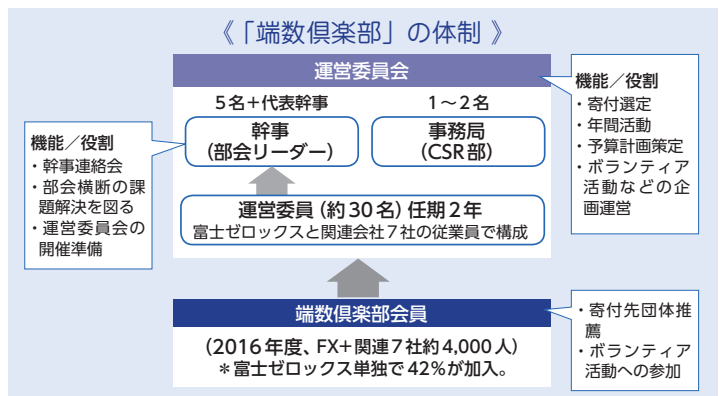 《「端数倶楽部」の体制 》
運営委員会
5名+代表幹事
幹事
(部会リーダー)
1～2名
事務局
(CSR部)
運営委員(約30名)任期2年
富士ゼロックスと関連会社7社の従業員で構成
機能／役割
・幹事連絡会
・部会横断の課
題解決を図る
・運営委員会の
開催準備
機能／役割
・寄付選定
・年間活動
・予算計画策定
・ボランティア
活動などの企
画運営
端数倶楽部会員
(2016年度、FX+関連7社約4,000人)
＊富士ゼロックス単独で42%が加入。
・寄付先団体推
薦
・ボランティア
活動への参加